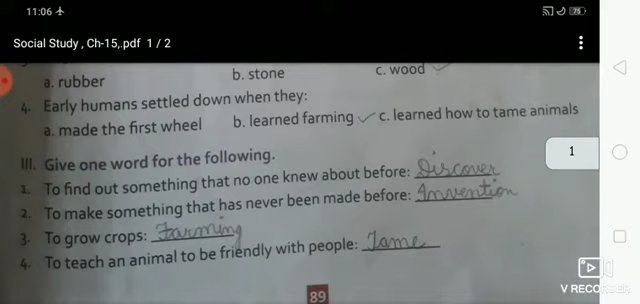 11:06
75
Social Study , Ch-15,.pdf 1 / 2
a. rubber b. stone c. wood
4. Early humans settled down when they:
a. made the first wheel b. learned farming c. learned how to tame animals
1
III. Give one word for the following.
1. To find out something that no one knew about before: Discover
2. To make something that has never been made before: Invention
3. To grow crops: Farming
4. To teach an animal to be friendly with people: Tame
89
V RECORDER